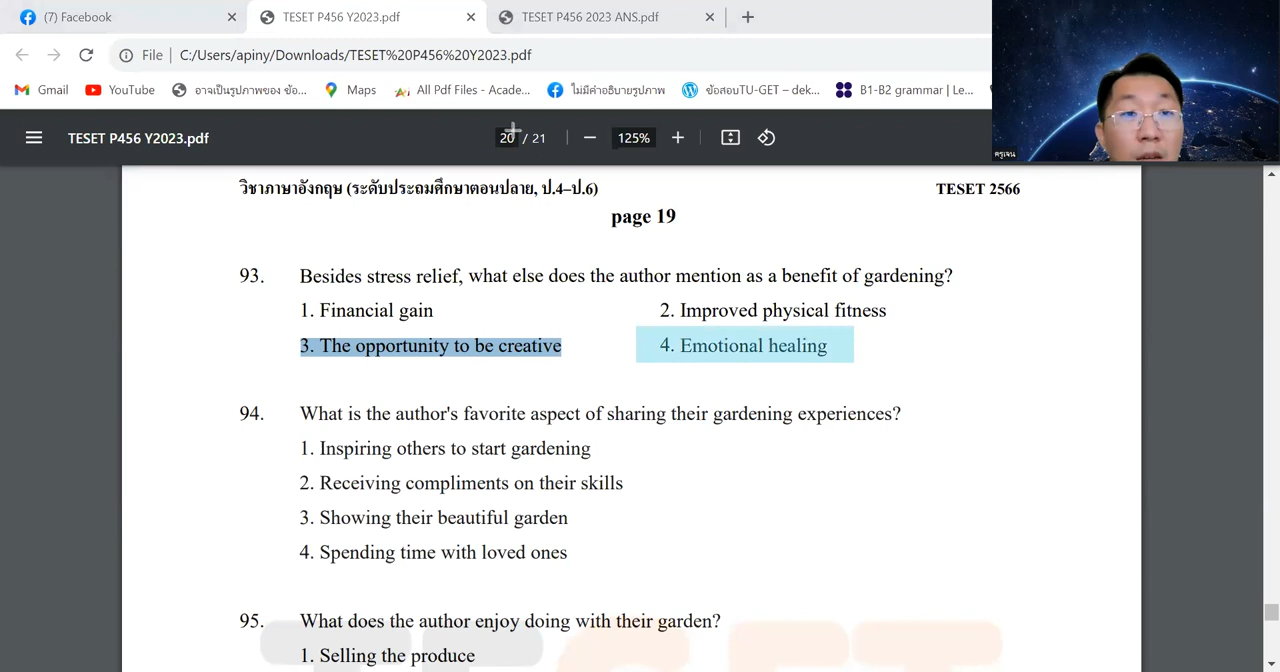 (7) Facebook
TESET P456 Y2023.pdf
TESET P456 2023 ANS.pdf
File
C:/Users/apiny/Downloads/TESET%20P456%20Y2023.pdf
Gmail
YouTube
อาจเป็นรูปภาพของ ข้อ...
Maps
All Pdf Files - Acade...
ไม่มีคำอธิบายรูปภาพ
ข้อสอบTU-GET – dek...
B1-B2 grammar | Le...
ครูเจน
TESET P456 Y2023.pdf
20 / 21
125%
วิชาภาษาอังกฤษ (ระดับประถมศึกษาตอนปลาย, ป.4–ป.6)
TESET 2566
page 19
93. Besides stress relief, what else does the author mention as a benefit of gardening?
1. Financial gain
2. Improved physical fitness
3. The opportunity to be creative
4. Emotional healing
94. What is the author's favorite aspect of sharing their gardening experiences?
1. Inspiring others to start gardening
2. Receiving compliments on their skills
3. Showing their beautiful garden
4. Spending time with loved ones
95. What does the author enjoy doing with their garden?
1. Selling the produce